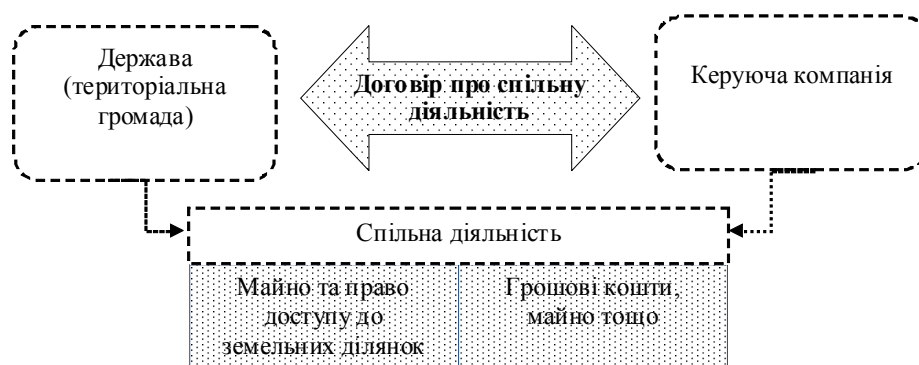 Держава
(територіальна
громада)
Договір про спільну
діяльність
Керуюча компанія
Спільна діяльність
Майно та право
доступу до
земельних ділянок
Грошові кошти,
майно тощо